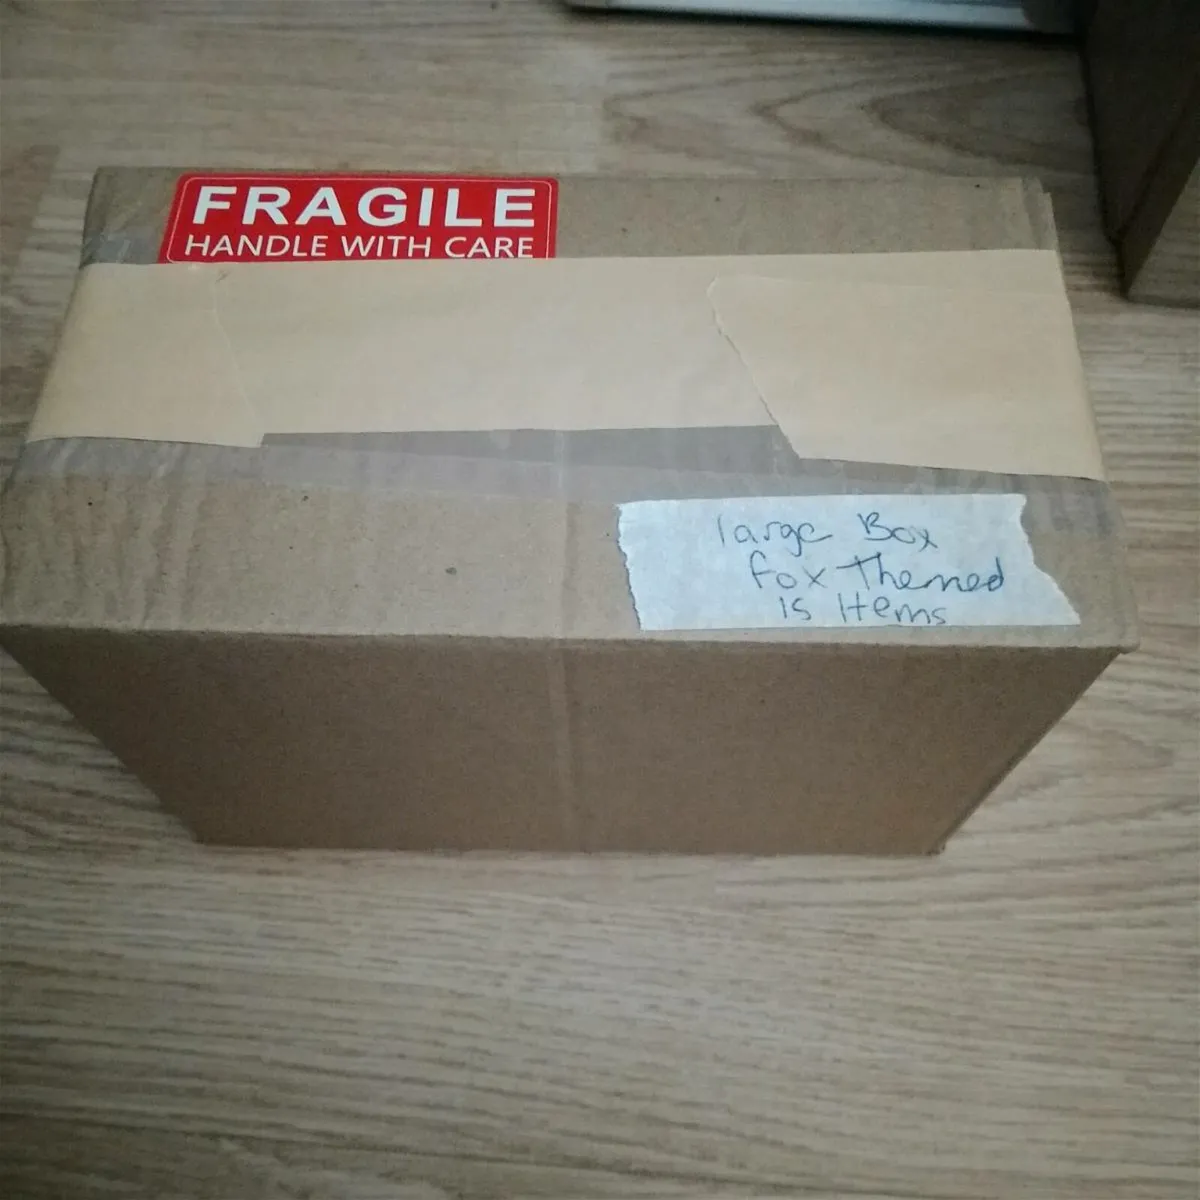 FRAGILE
HANDLE WITH CARE
large Box
fox Themed
15 Items